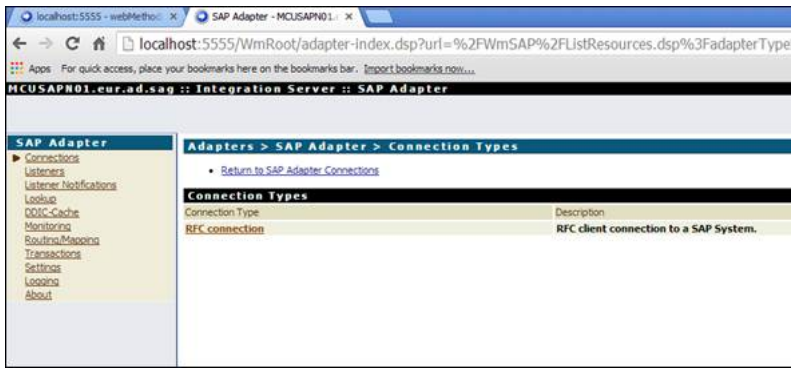 localhost:5555 - webMethod
SAP Adapter - MCUSAPN01.
localhost:5555/WmRoot/adapter-index.dsp?url=%2FWmSAP%2FListResources.dsp%3FadapterType
Apps For quick access, place your bookmarks here on the bookmarks bar. Import bookmarks now...
MCUSAPN01.eur.ad.sag :: Integration Server :: SAP Adapter
SAP Adapter
Connections
Listeners
Listener Notifications
Lookup
DDIC-Cache
Monitoring
Routing/Mapping
Transactions
Settings
Logging
About
Adapters > SAP Adapter > Connection Types
Return to SAP Adapter Connections
Connection Types
Connection Type Description
RFC connection RFC client connection to a SAP System.